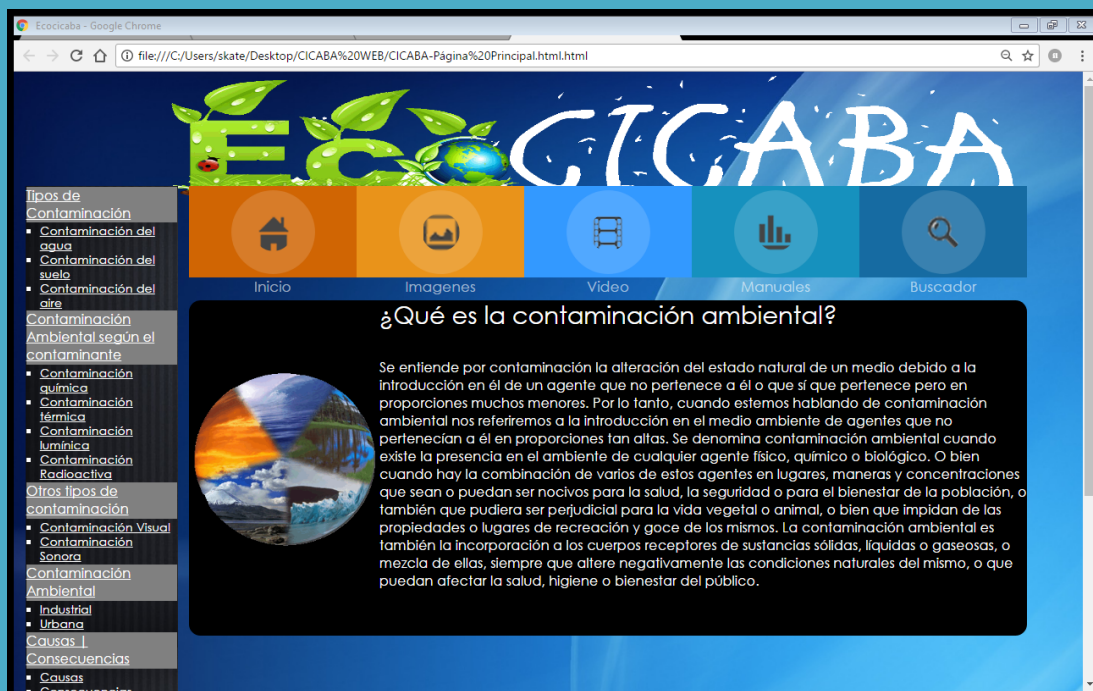 Ecocicaba - Google Chrome
file:///C:/Users/skate/Desktop/CICABA%20WEB/CICABA-Página%20Principal.html.html
Eco CICABA
Tipos de
Contaminación
Contaminación del
agua
Contaminación del
suelo
Contaminación del
aire
Contaminación
Ambiental según el
contaminante
Contaminación
química
Contaminación
térmica
Contaminación
lumínica
Contaminación
Radioactiva
Otros tipos de
contaminación
Contaminación Visual
Contaminación
Sonora
Contaminación
Ambiental
Industrial
Urbana
Causas |
Consecuencias
Causas
Consecuencias
Inicio
Imagenes
Video
Manuales
Buscador
¿Qué es la contaminación ambiental?
Se entiende por contaminación la alteración del estado natural de un medio debido a la
introducción en él de un agente que no pertenece a él o que sí que pertenece pero en
proporciones muchos menores. Por lo tanto, cuando estemos hablando de contaminación
ambiental nos referiremos a la introducción en el medio ambiente de agentes que no
pertenecían a él en proporciones tan altas. Se denomina contaminación ambiental cuando
existe la presencia en el ambiente de cualquier agente físico, químico o biológico. O bien
cuando hay la combinación de varios de estos agentes en lugares, maneras y concentraciones
que sean o puedan ser nocivos para la salud, la seguridad o para el bienestar de la población, o
también que pudiera ser perjudicial para la vida vegetal o animal, o bien que impidan de las
propiedades o lugares de recreación y goce de los mismos. La contaminación ambiental es
también la incorporación a los cuerpos receptores de sustancias sólidas, líquidas o gaseosas, o
mezcla de ellas, siempre que altere negativamente las condiciones naturales del mismo, o que
puedan afectar la salud, higiene o bienestar del público.